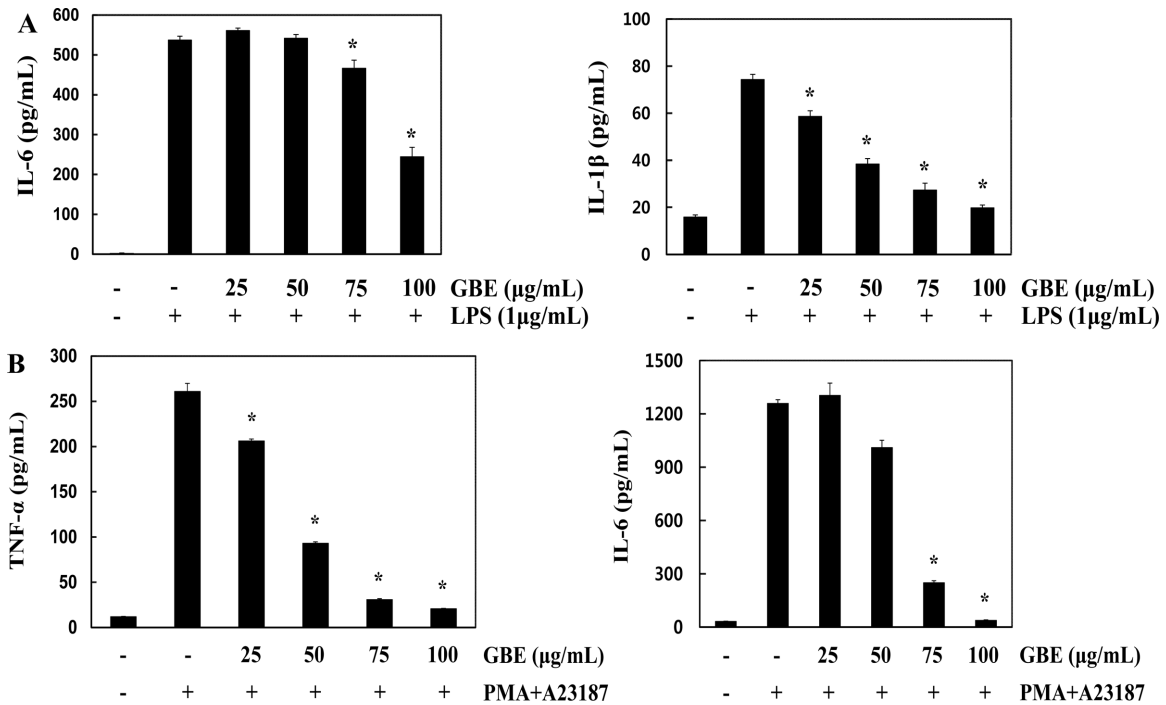 A
IL-6 (pg/mL)
600
500
400
300
200
100
0
* *
- - 25 50 75 100 GBE (μg/mL)
- + + + + + LPS (1μg/mL)
IL-1β (pg/mL)
100
80
60
40
20
0
* * * *
- - 25 50 75 100 GBE (μg/mL)
- + + + + + LPS (1μg/mL)
B
TNF-α (pg/mL)
300
250
200
150
100
50
0
* * * *
- - 25 50 75 100 GBE (μg/mL)
- + + + + + PMA+A23187
IL-6 (pg/mL)
1500
1200
900
600
300
0
* *
- - 25 50 75 100 GBE (μg/mL)
- + + + + + PMA+A23187